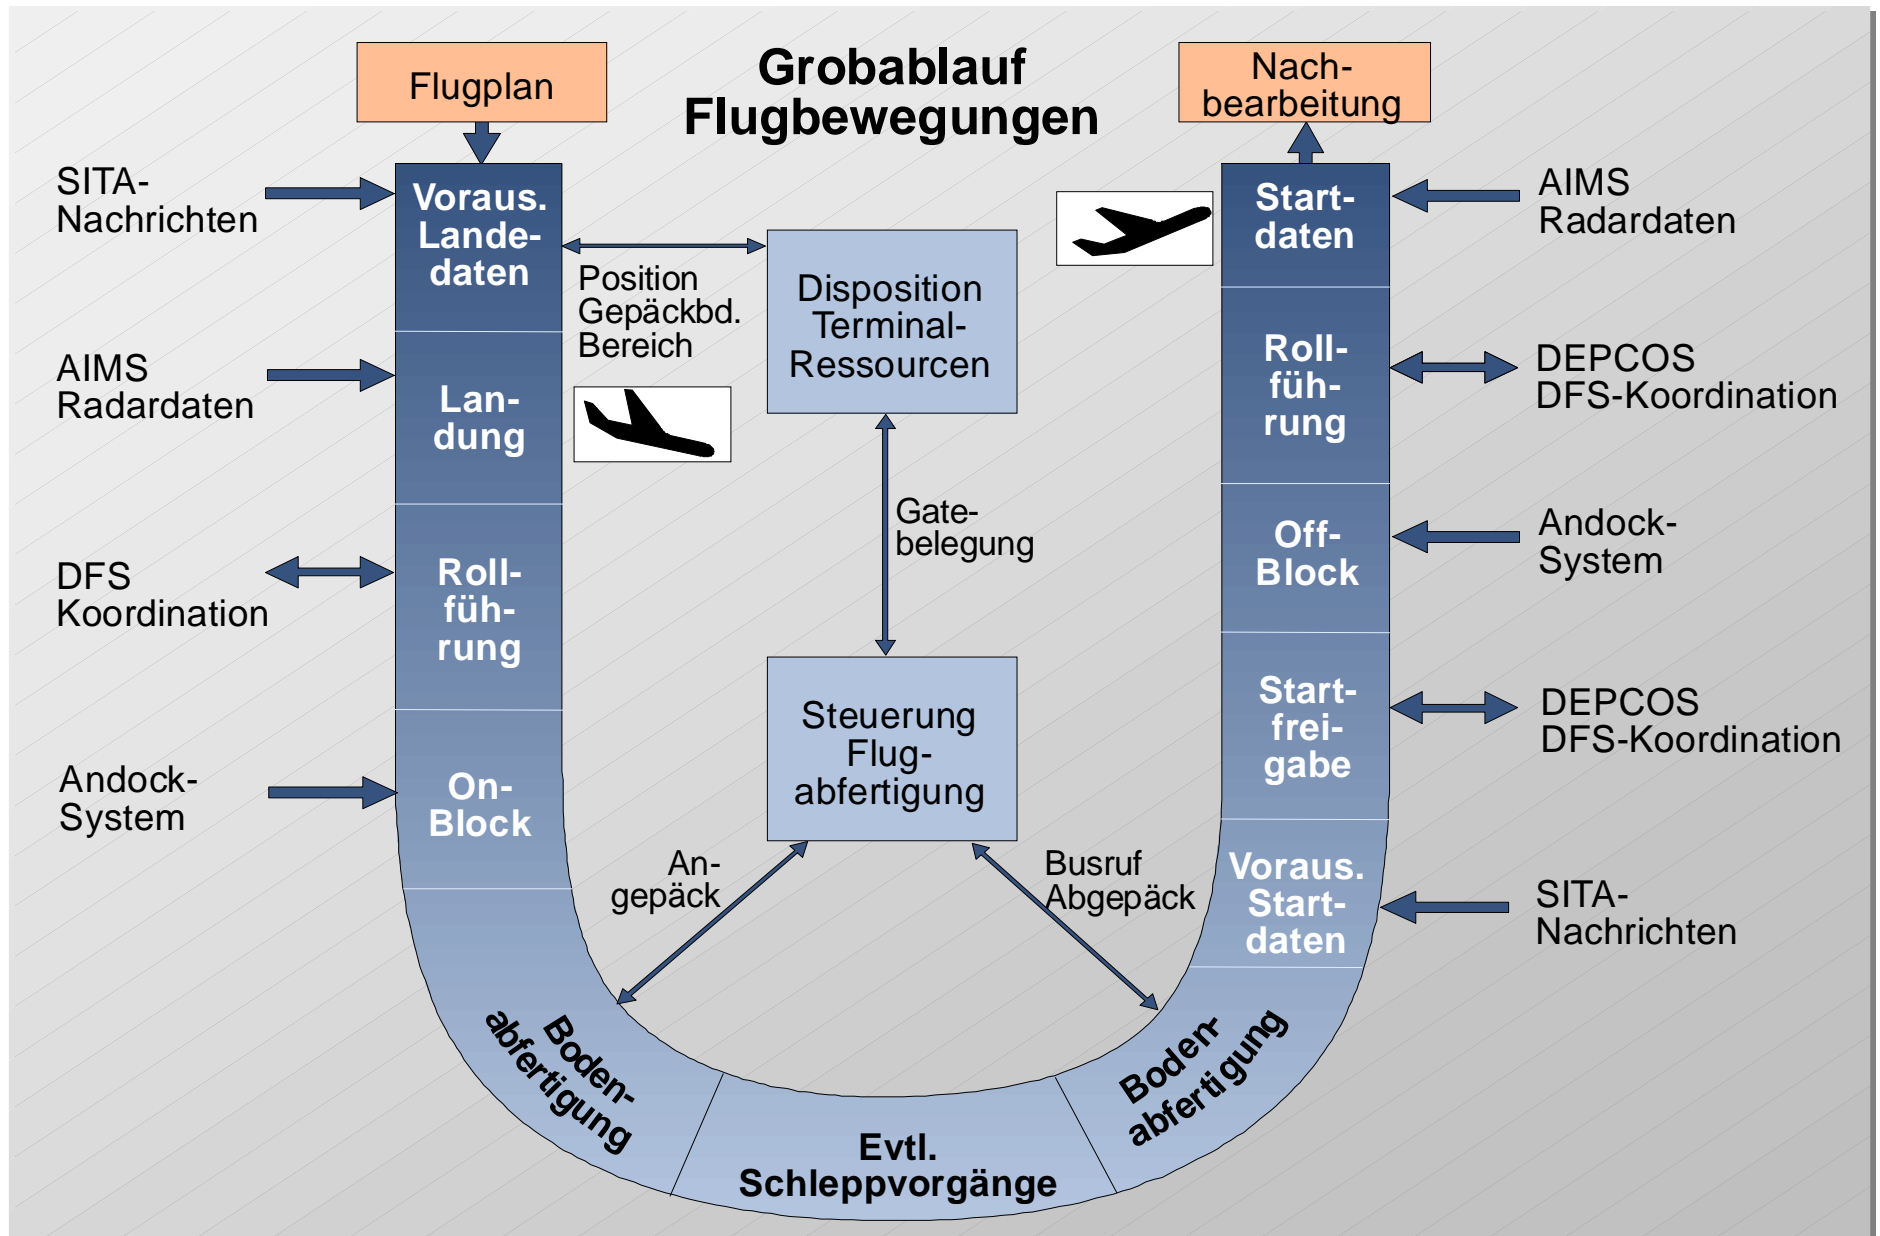 Grobablauf
Flugbewegungen
Flugplan
Nach-
bearbeitung
SITA-
Nachrichten
AIMS
Radardaten
DFS
Koordination
Andock-
System
Voraus.
Lande-
daten
Lan-
dung
Roll-
füh-
rung
On-
Block
Boden-
abfertigung
Evtl.
Schleppvorgänge
Boden-
abfertigung
Position
Gepäckbd.
Bereich
Disposition
Terminal-
Ressourcen
Gate-
belegung
Steuerung
Flug-
abfertigung
An-
gepäck
Busruf
Abgepäck
Start-
daten
Roll-
füh-
rung
Off-
Block
Start-
frei-
gabe
Voraus.
Start-
daten
AIMS
Radardaten
DEPCOS
DFS-Koordination
Andock-
System
DEPCOS
DFS-Koordination
SITA-
Nachrichten